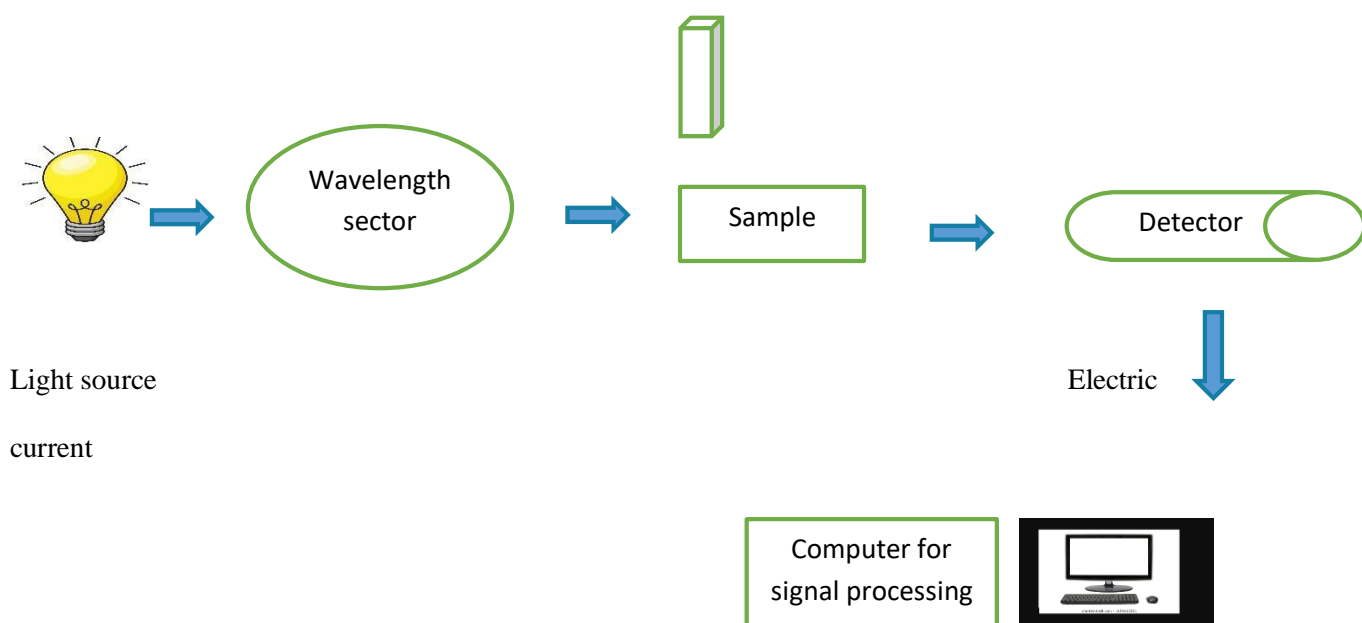 Wavelength
sector
Sample
Detector
Light source
Electric
current
Computer for
signal processing